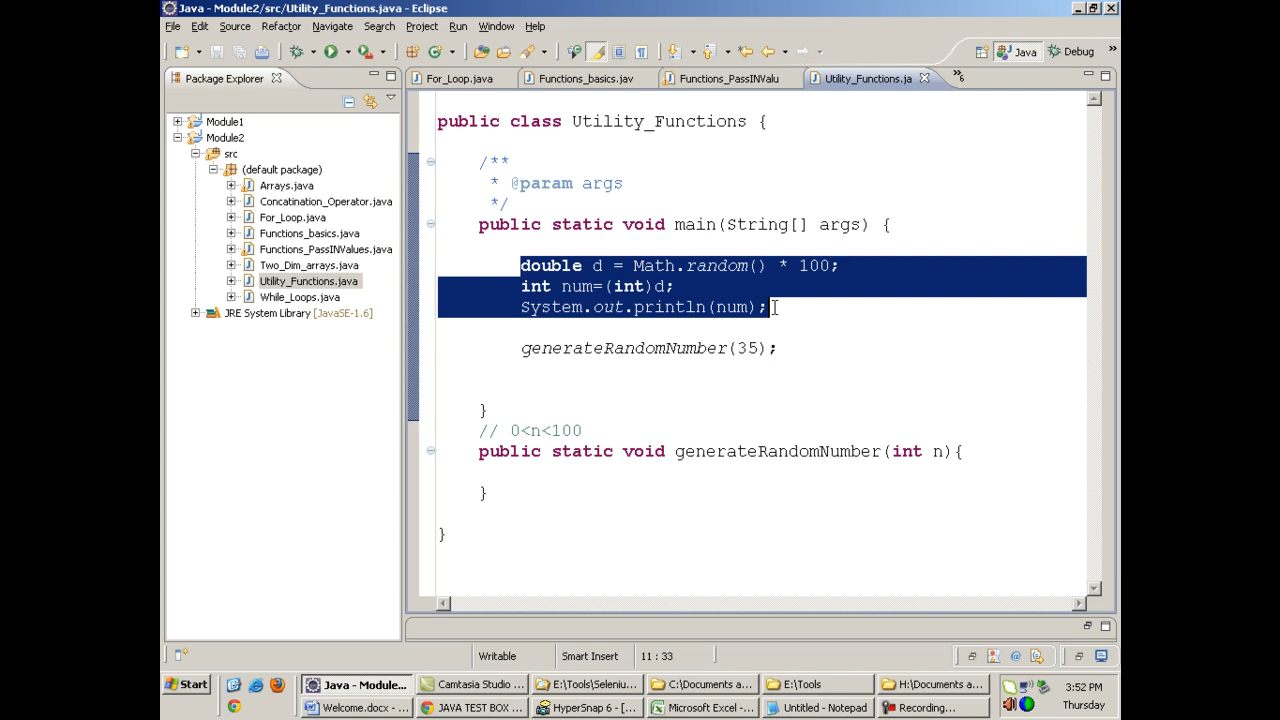 Java - Module2/src/Utility_Functions.java - Eclipse
File Edit Source Refactor Navigate Search Project Run Window Help
Java Debug
Package Explorer
For_Loop.java Functions_basics.jav Functions_PassINValu Utility_Functions.ja
Module1
Module2
src
(default package)
Arrays.java
Concatination_Operator.java
For_Loop.java
Functions_basics.java
Functions_PassINValues.java
Two_Dim_arrays.java
Utility_Functions.java
While_Loops.java
JRE System Library [JavaSE-1.6]
public class Utility_Functions {
/**
* @param args
*/
public static void main(String[] args) {
double d = Math.random() * 100;
int num=(int)d;
System.out.println(num);
generateRandomNumber(35);
}
// 0<n<100
public static void generateRandomNumber(int n){
}
}
Writable Smart Insert 11 : 33
Start Java - Module... Camtasia Studio ... E:\Tools\Seleniu... C:\Documents a... E:\Tools H:\Documents a... 3:52 PM
Welcome.docx - ... JAVA TEST BOX ... HyperSnap 6 - [... Microsoft Excel -... Untitled - Notepad Recording... Thursday